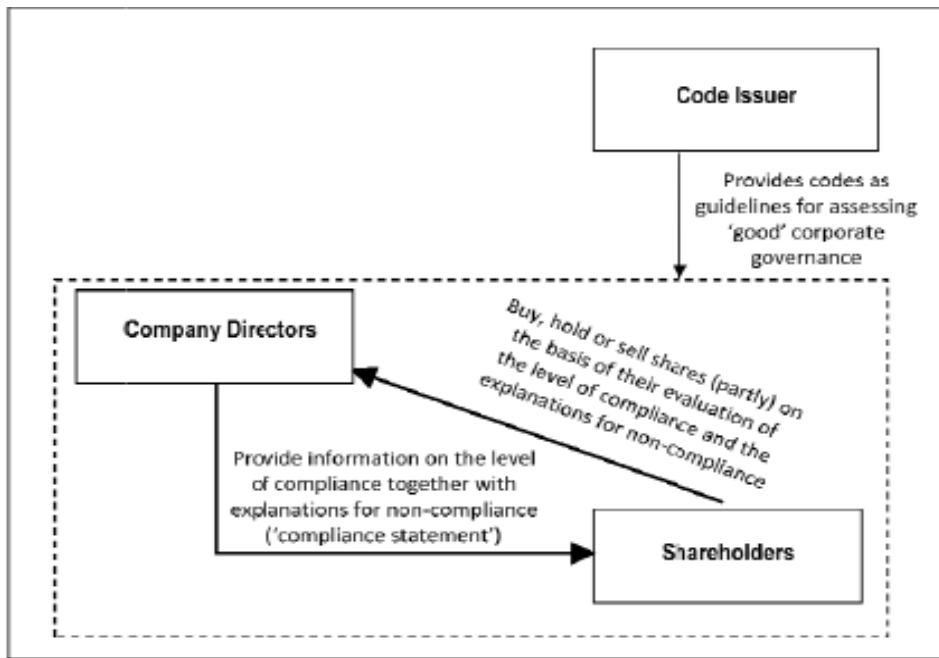 Code Issuer
Provides codes as
guidelines for assessing
‘good’ corporate
governance
Company Directors
Buy, hold or sell shares (partly) on
the basis of their evaluation of
the level of compliance and the
explanations for non-compliance
Provide information on the level
of compliance together with
explanations for non-compliance
(‘compliance statement’)
Shareholders